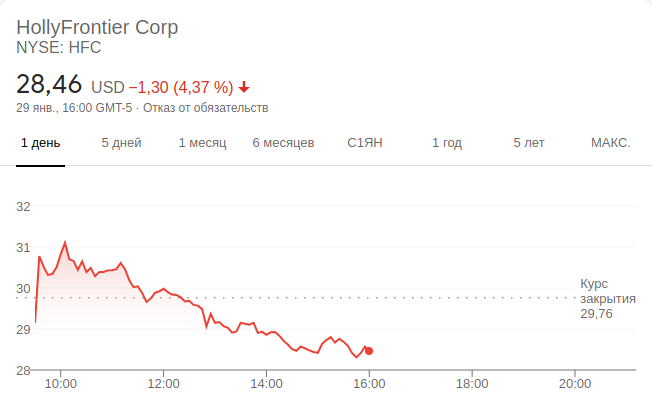 HollyFrontier Corp
NYSE: HFC
28,46 USD −1,30 (4,37 %)
29 янв., 16:00 GMT-5 · Отказ от обязательств
1 день 5 дней 1 месяц 6 месяцев С1ЯН 1 год 5 лет МАКС.
32
31
30
29
28
Курс
закрытия
29,76
10:00 12:00 14:00 16:00 18:00 20:00